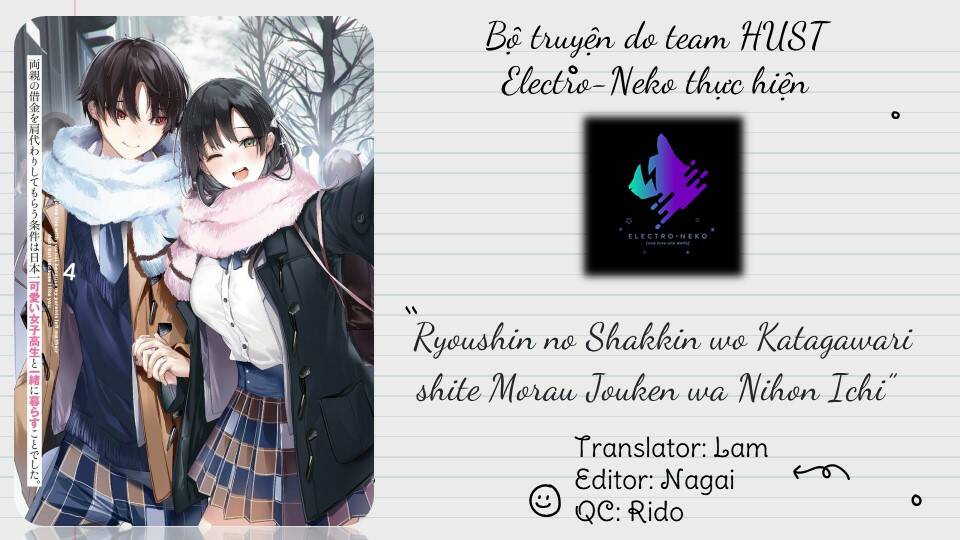 両親の借金を肩代わりしてもらう条件は日本一可愛い女子高生と一緒に暮らすことでした。
4
Bộ truyện do team HUST
Electro-Neko thực hiện
ELECTRO•NEKO
"Ryoushin no Shakkin wo Katagawari
shite Morau Jouken wa Nihon Ichi"
Translator: Lam
Editor: Nagai
QC: Rido